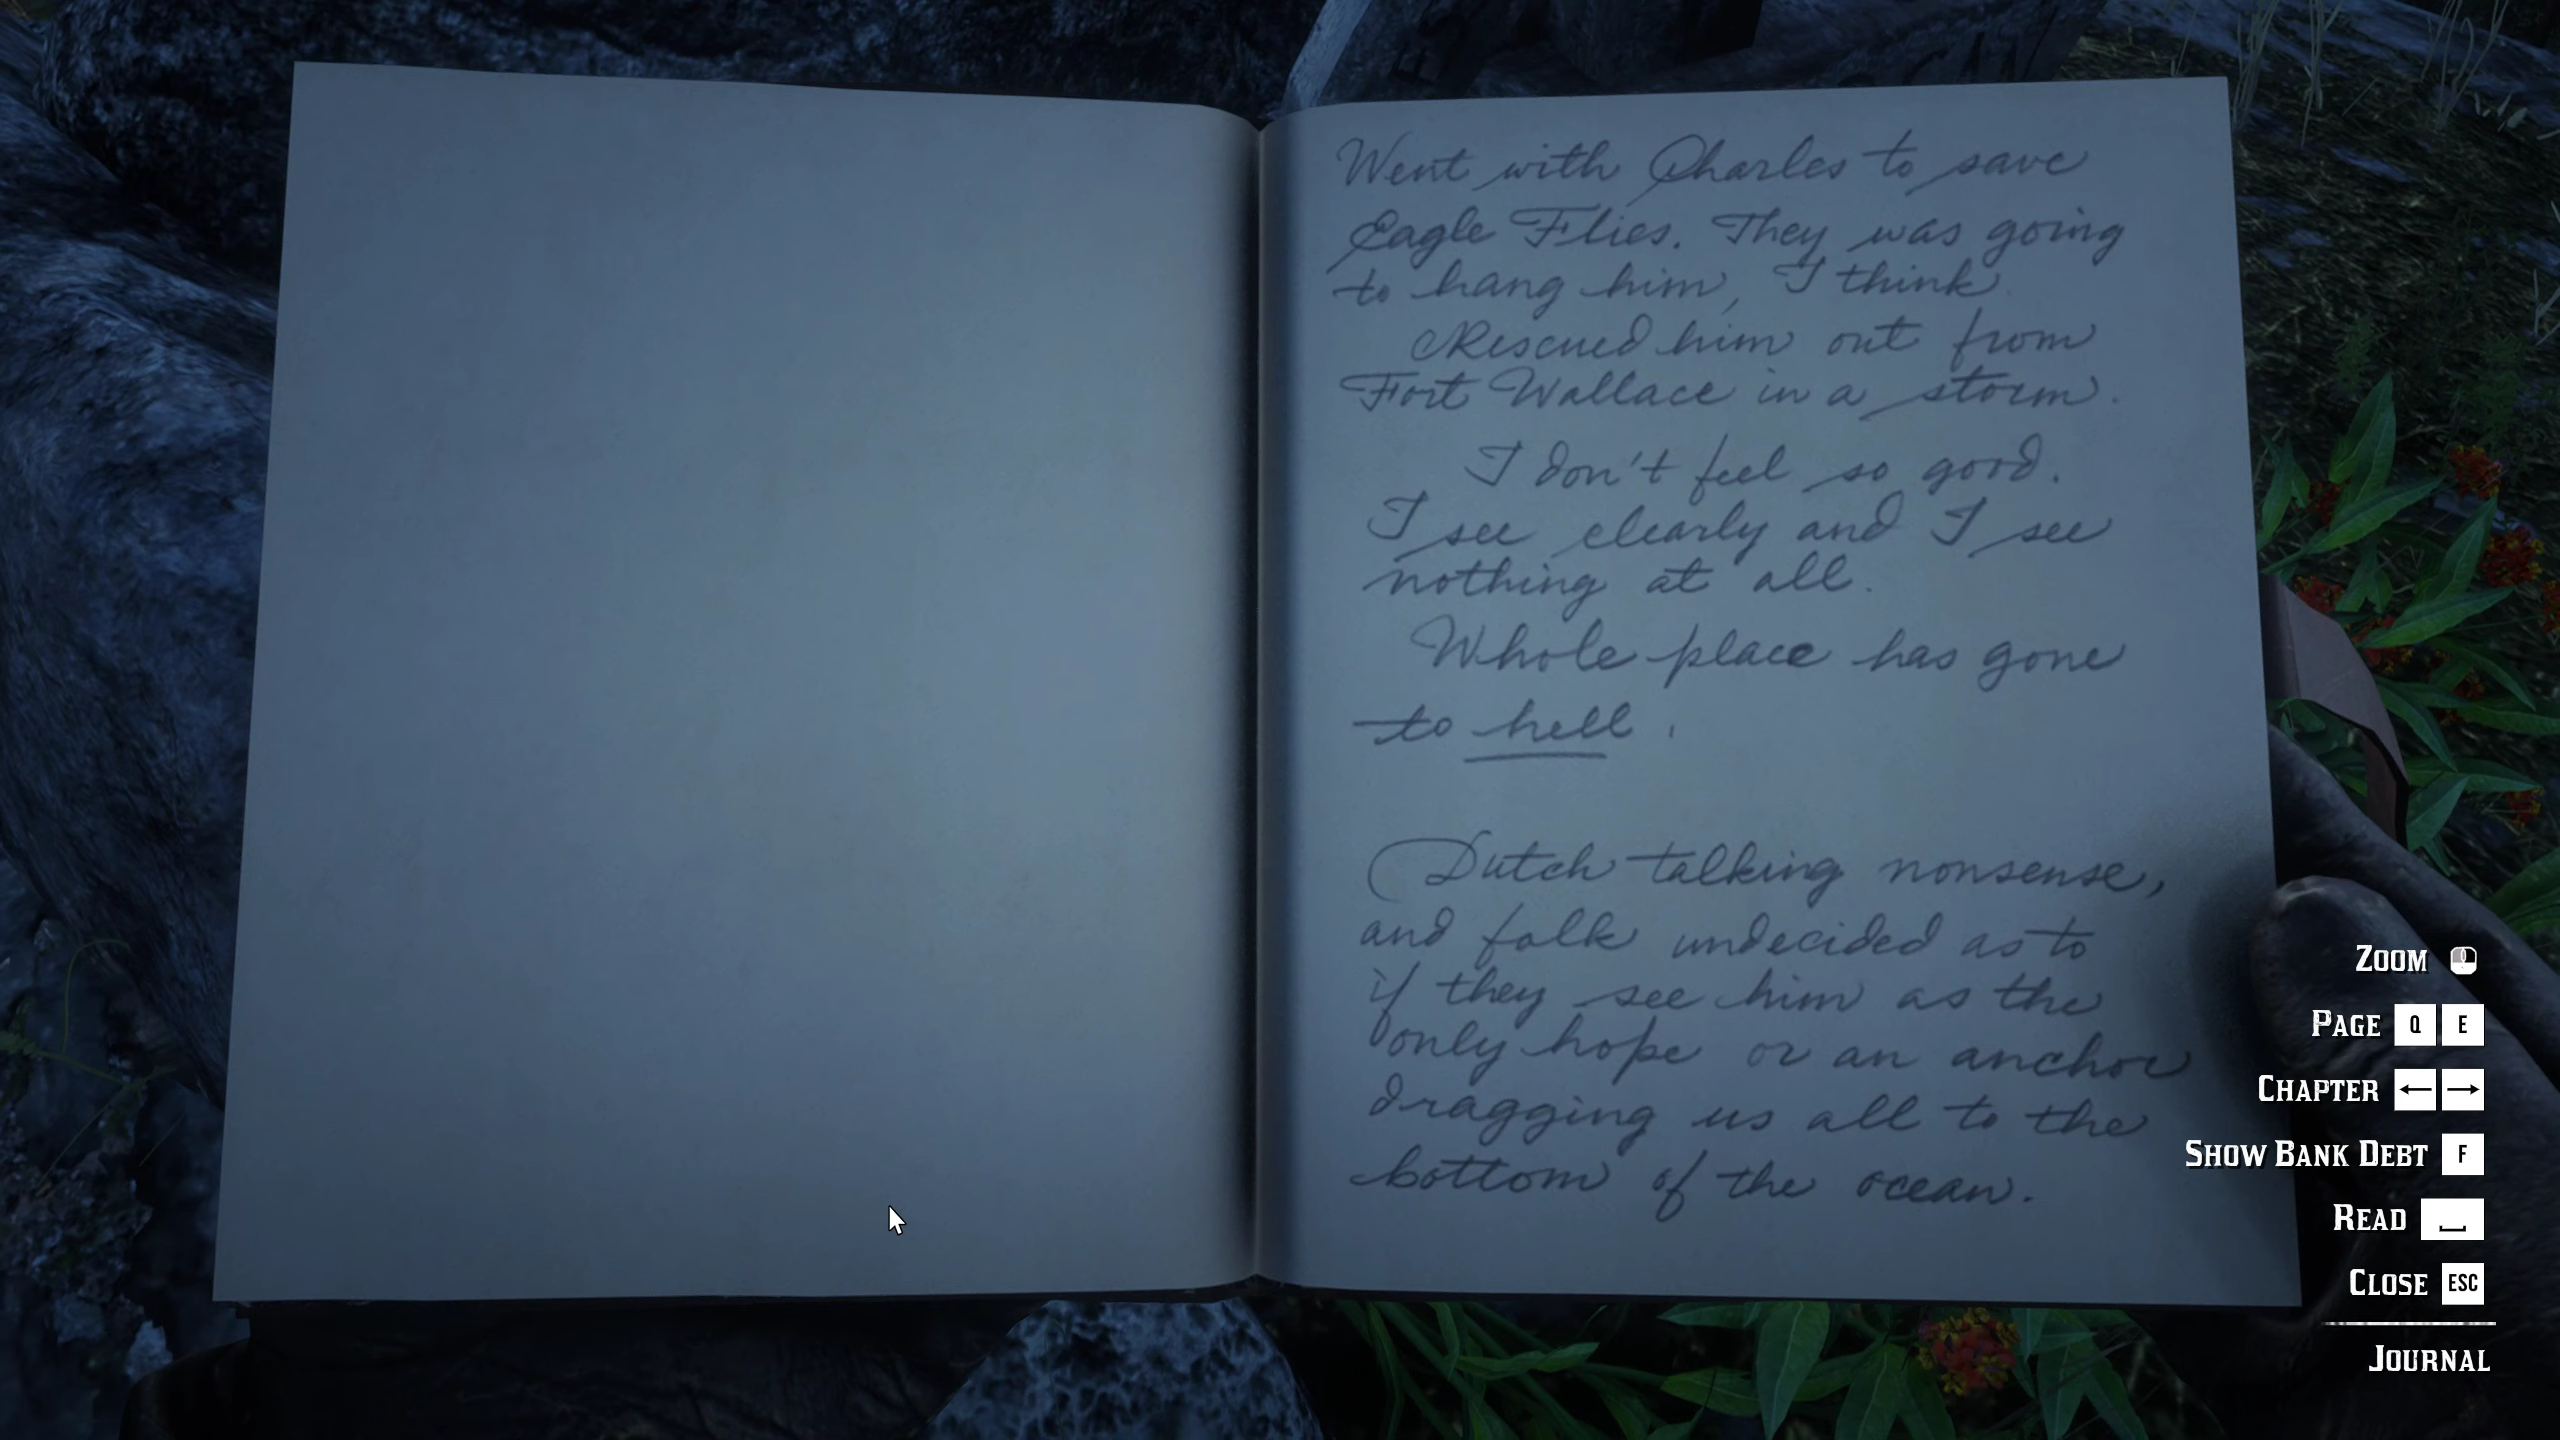 Went with Charles to save
Eagle Flies. They was going
to hang him, I think
Rescued him out from
Fort Wallace in a storm.
I don't feel so good.
I see clearly and I see
nothing at all.
Whole place has gone
to hell.
Dutch talking nonsense,
and folk undecided as to
if they see him as the
only hope or an anchor
dragging us all to the
bottom of the ocean.
ZOOM
PAGE Q E
CHAPTER ← →
SHOW BANK DEBT F
READ
CLOSE ESC
JOURNAL